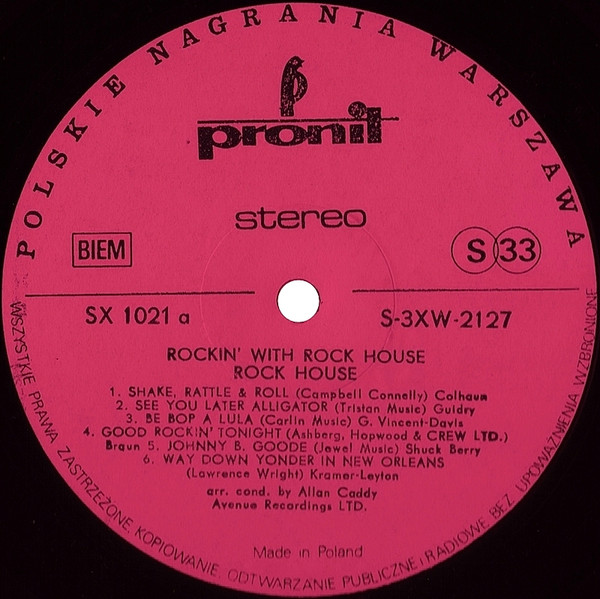 POLSKIE NAGRANIA WARSZAWA
pronit
stereo
BIEM
S 33
SX 1021 a
S-3XW-2127
ROCKIN' WITH ROCK HOUSE
ROCK HOUSE
1. SHAKE, RATTLE & ROLL (Campbell Connelly) Colhaun
2. SEE YOU LATER ALLIGATOR (Tristan Music) Guidry
3. BE BOP A LULA (Carlin Music) G. Vincent-Davis
4. GOOD ROCKIN' TONIGHT (Ashberg, Hopwood & CREW LTD.)
Braun 5. JOHNNY B. GOODE (Jewel Music) Shuck Berry
6. WAY DOWN YONDER IN NEW ORLEANS
(Lawrence Wright) Kramer-Leyton
arr. cond. by Allan Caddy
Avenue Recordings LTD.
Made in Poland
WSZYSTKIE PRAWA ZASTRZEŻONE. KOPIOWANIE, ODTWARZANIE PUBLICZNE i RADIOWE BEZ UPOWAŻNIENIA WZBRONIONE